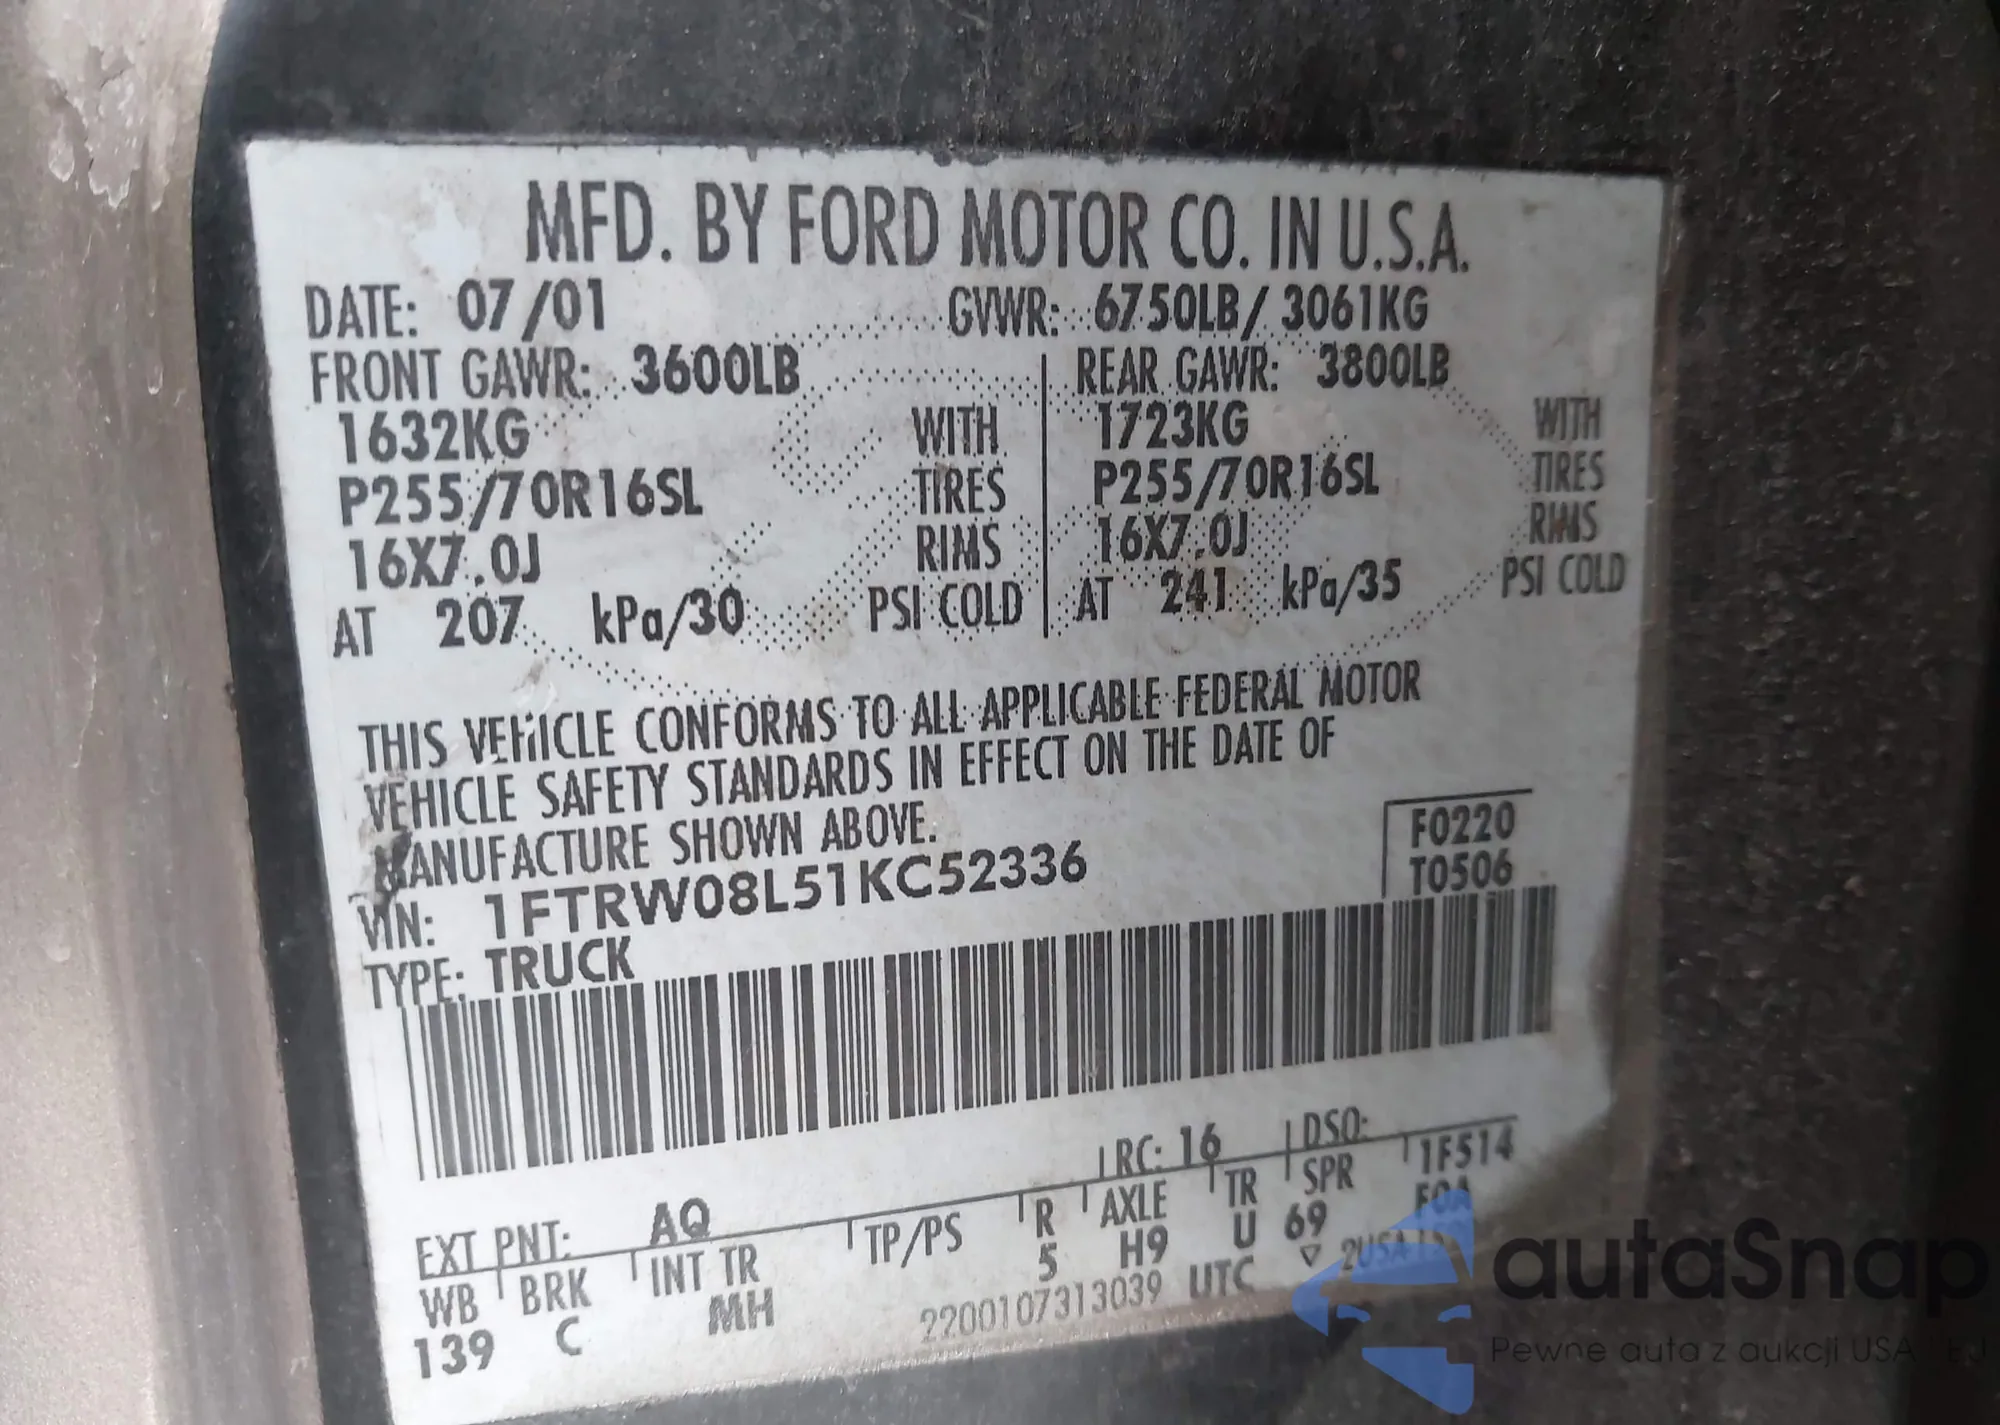 MFD. BY FORD MOTOR CO. IN U.S.A.
DATE: 07/01 GVWR: 6750LB/ 3061KG
FRONT GAWR: 3600LB REAR GAWR: 3800LB
1632KG WITH 1723KG WITH
P255/70R16SL TIRES P255/70R16SL TIRES
16X7.0J RIMS 16X7.0J RIMS
AT 207 kPa/30 PSI COLD AT 241 kPa/35 PSI COLD
THIS VEHICLE CONFORMS TO ALL APPLICABLE FEDERAL MOTOR
VEHICLE SAFETY STANDARDS IN EFFECT ON THE DATE OF
MANUFACTURE SHOWN ABOVE.
F0220
T0506
VIN: 1FTRW08L51KC52336
TYPE: TRUCK
EXT PNT: AQ RC: 16 DSO:
WB BRK INT TR TP/PS R AXLE TR SPR 1F514
139 C MH 5 H9 U 69 F0A
2200107313039 UTC
autaSnap
Pewne auta z aukcji USA